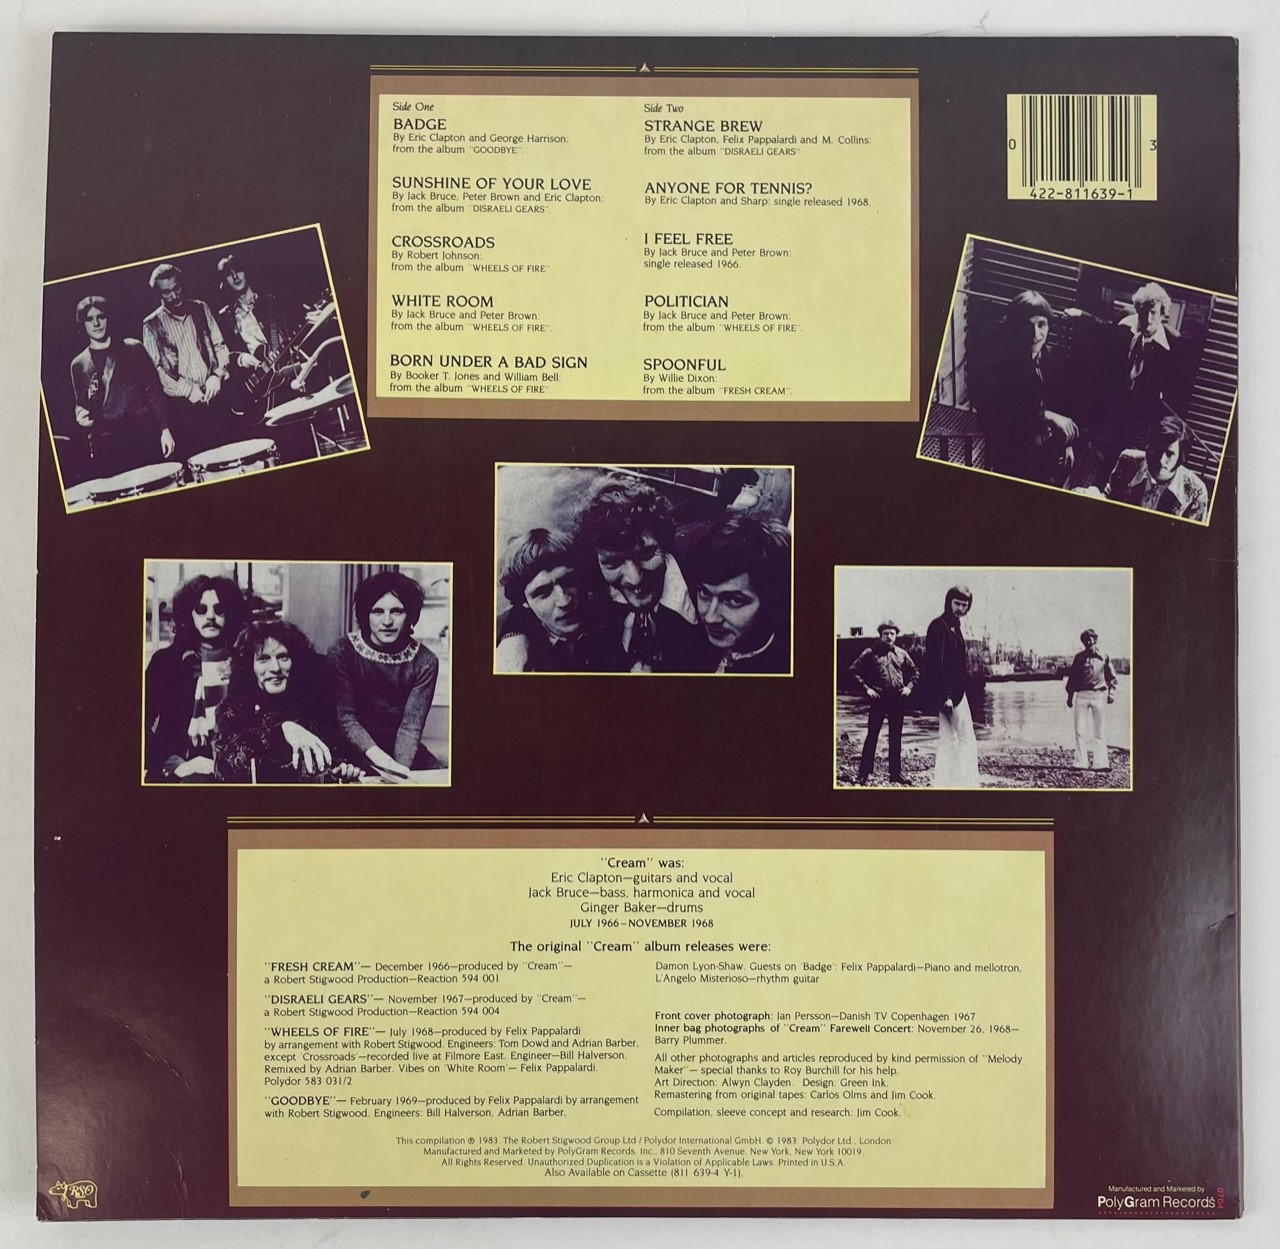 Side One
BADGE
By Eric Clapton and George Harrison:
from the album "GOODBYE".
SUNSHINE OF YOUR LOVE
By Jack Bruce, Peter Brown and Eric Clapton:
from the album "DISRAELI GEARS".
CROSSROADS
By Robert Johnson:
from the album "WHEELS OF FIRE"
WHITE ROOM
By Jack Bruce and Peter Brown:
from the album "WHEELS OF FIRE".
BORN UNDER A BAD SIGN
By Booker T. Jones and William Bell:
from the album "WHEELS OF FIRE".
Side Two
STRANGE BREW
By Eric Clapton, Felix Pappalardi and M. Collins:
from the album "DISRAELI GEARS"
ANYONE FOR TENNIS?
By Eric Clapton and Sharp: single released 1968.
I FEEL FREE
By Jack Bruce and Peter Brown:
single released 1966.
POLITICIAN
By Jack Bruce and Peter Brown:
from the album "WHEELS OF FIRE".
SPOONFUL
By Willie Dixon:
from the album "FRESH CREAM".
0 3
422-811639-1
"Cream" was:
Eric Clapton—guitars and vocal
Jack Bruce—bass, harmonica and vocal
Ginger Baker—drums
JULY 1966–NOVEMBER 1968
The original "Cream" album releases were:
"FRESH CREAM"— December 1966—produced by "Cream"—
a Robert Stigwood Production—Reaction 594 001
"DISRAELI GEARS"— November 1967—produced by "Cream"—
a Robert Stigwood Production—Reaction 594 004
"WHEELS OF FIRE"— July 1968—produced by Felix Pappalardi
by arrangement with Robert Stigwood. Engineers: Tom Dowd and Adrian Barber,
except 'Crossroads'—recorded live at Filmore East. Engineer—Bill Halverson.
Remixed by Adrian Barber. Vibes on 'White Room'— Felix Pappalardi.
Polydor 583 031/2
"GOODBYE"— February 1969—produced by Felix Pappalardi by arrangement
with Robert Stigwood. Engineers: Bill Halverson, Adrian Barber,
Damon Lyon-Shaw. Guests on 'Badge': Felix Pappalardi—Piano and mellotron,
L'Angelo Misterioso—rhythm guitar
Front cover photograph: Jan Persson—Danish TV Copenhagen 1967
Inner bag photographs of "Cream" Farewell Concert: November 26, 1968—
Barry Plummer.
All other photographs and articles reproduced by kind permission of "Melody
Maker"— special thanks to Roy Burchill for his help.
Art Direction: Alwyn Clayden. Design: Green Ink.
Remastering from original tapes: Carlos Olms and Jim Cook.
Compilation, sleeve concept and research: Jim Cook.
This compilation ℗ 1983. The Robert Stigwood Group Ltd / Polydor International GmbH. © 1983. Polydor Ltd., London
Manufactured and Marketed by PolyGram Records, Inc., 810 Seventh Avenue, New York, New York 10019.
All Rights Reserved. Unauthorized Duplication is a Violation of Applicable Laws. Printed in U.S.A.
Also Available on Cassette (811 639-4 Y-1).
RSO
Manufactured and Marketed by
PolyGram Records
0704